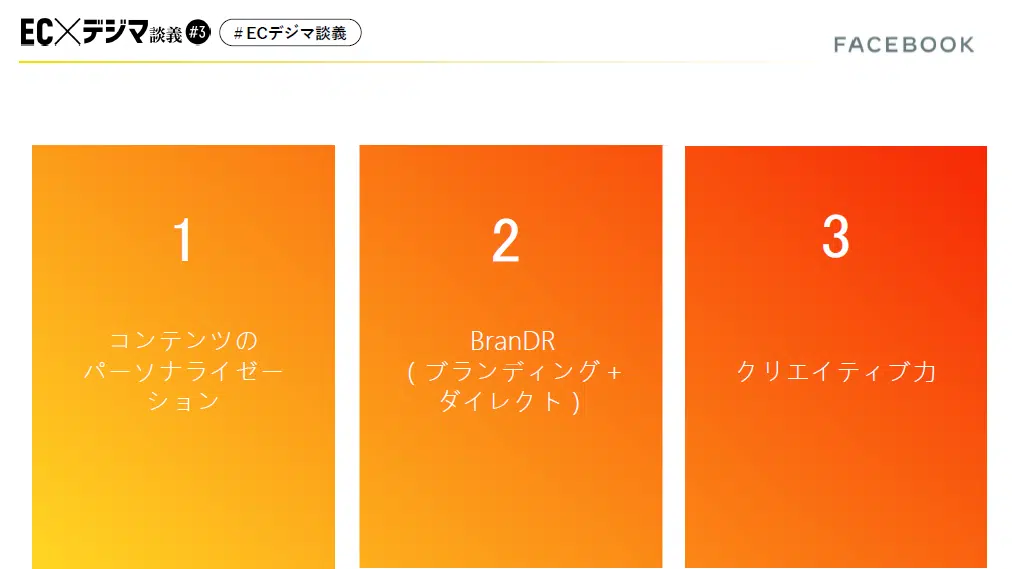 EC×デジマ談義 #3 #ECデジマ談義
FACEBOOK
1
コンテンツの
パーソナライゼー
ション
2
BranDR
(ブランディング+
ダイレクト)
3
クリエイティブ力